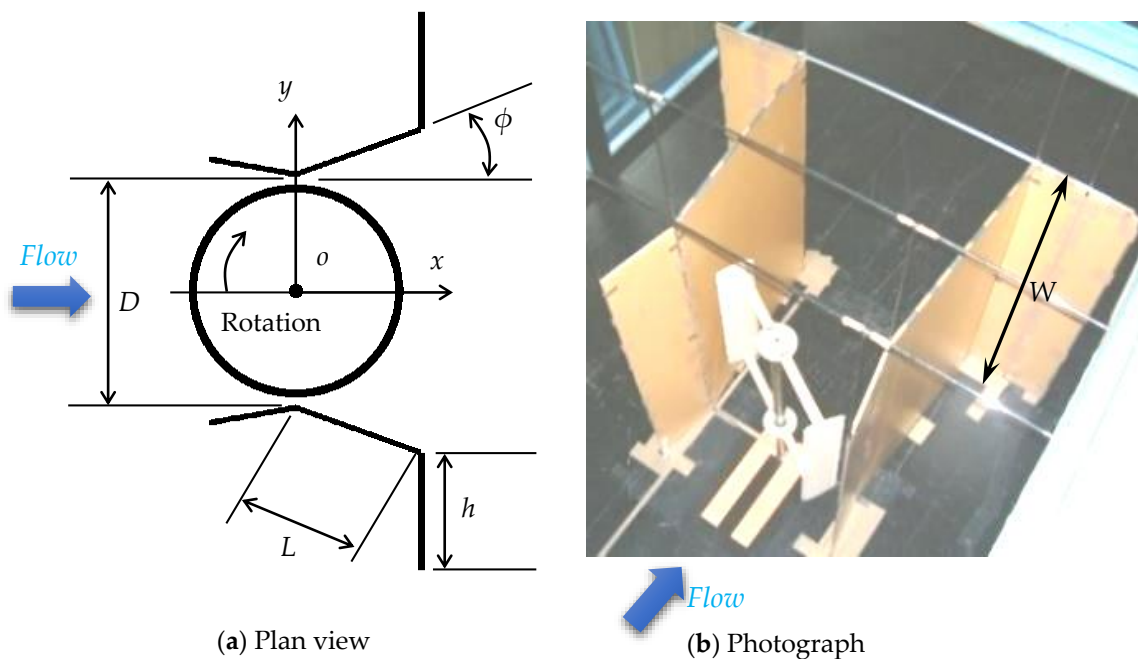 y
ϕ
Flow
D
o
x
Rotation
L
h
W
Flow
(a) Plan view
(b) Photograph